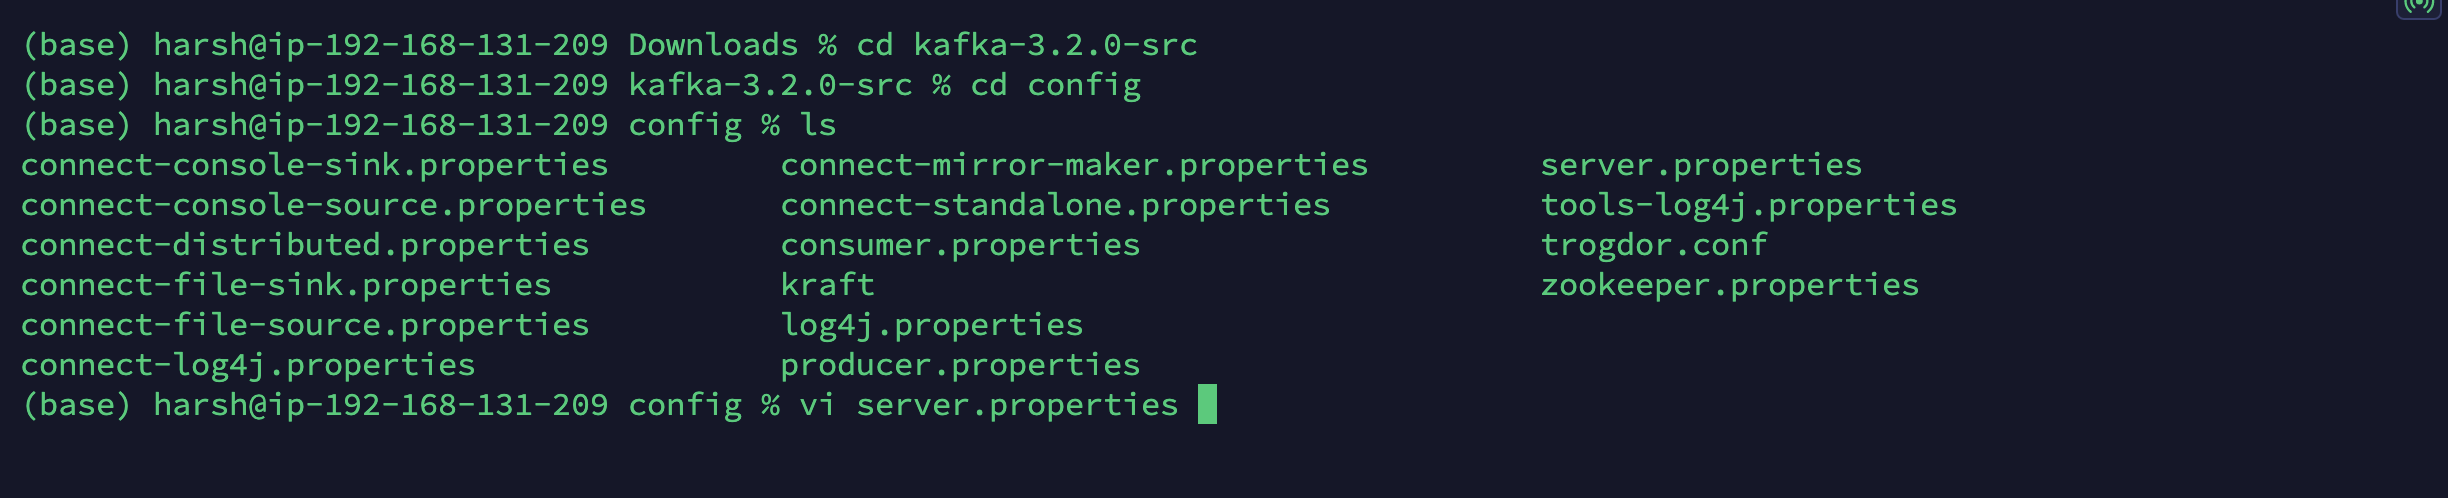 (base) harsh@ip-192-168-131-209 Downloads % cd kafka-3.2.0-src
(base) harsh@ip-192-168-131-209 kafka-3.2.0-src % cd config
(base) harsh@ip-192-168-131-209 config % ls
connect-console-sink.properties connect-mirror-maker.properties server.properties
connect-console-source.properties connect-standalone.properties tools-log4j.properties
connect-distributed.properties consumer.properties trogdor.conf
connect-file-sink.properties kraft zookeeper.properties
connect-file-source.properties log4j.properties
connect-log4j.properties producer.properties
(base) harsh@ip-192-168-131-209 config % vi server.properties